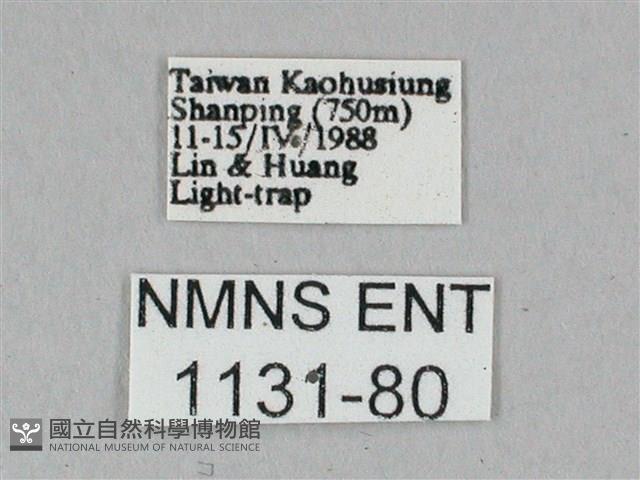 Taiwan Kaohusiung
Shanping (750m)
11-15/IV/1988
Lin & Huang
Light-trap
NMNS ENT
1131-80
國立自然科學博物館
NATIONAL MUSEUM OF NATURAL SCIENCE